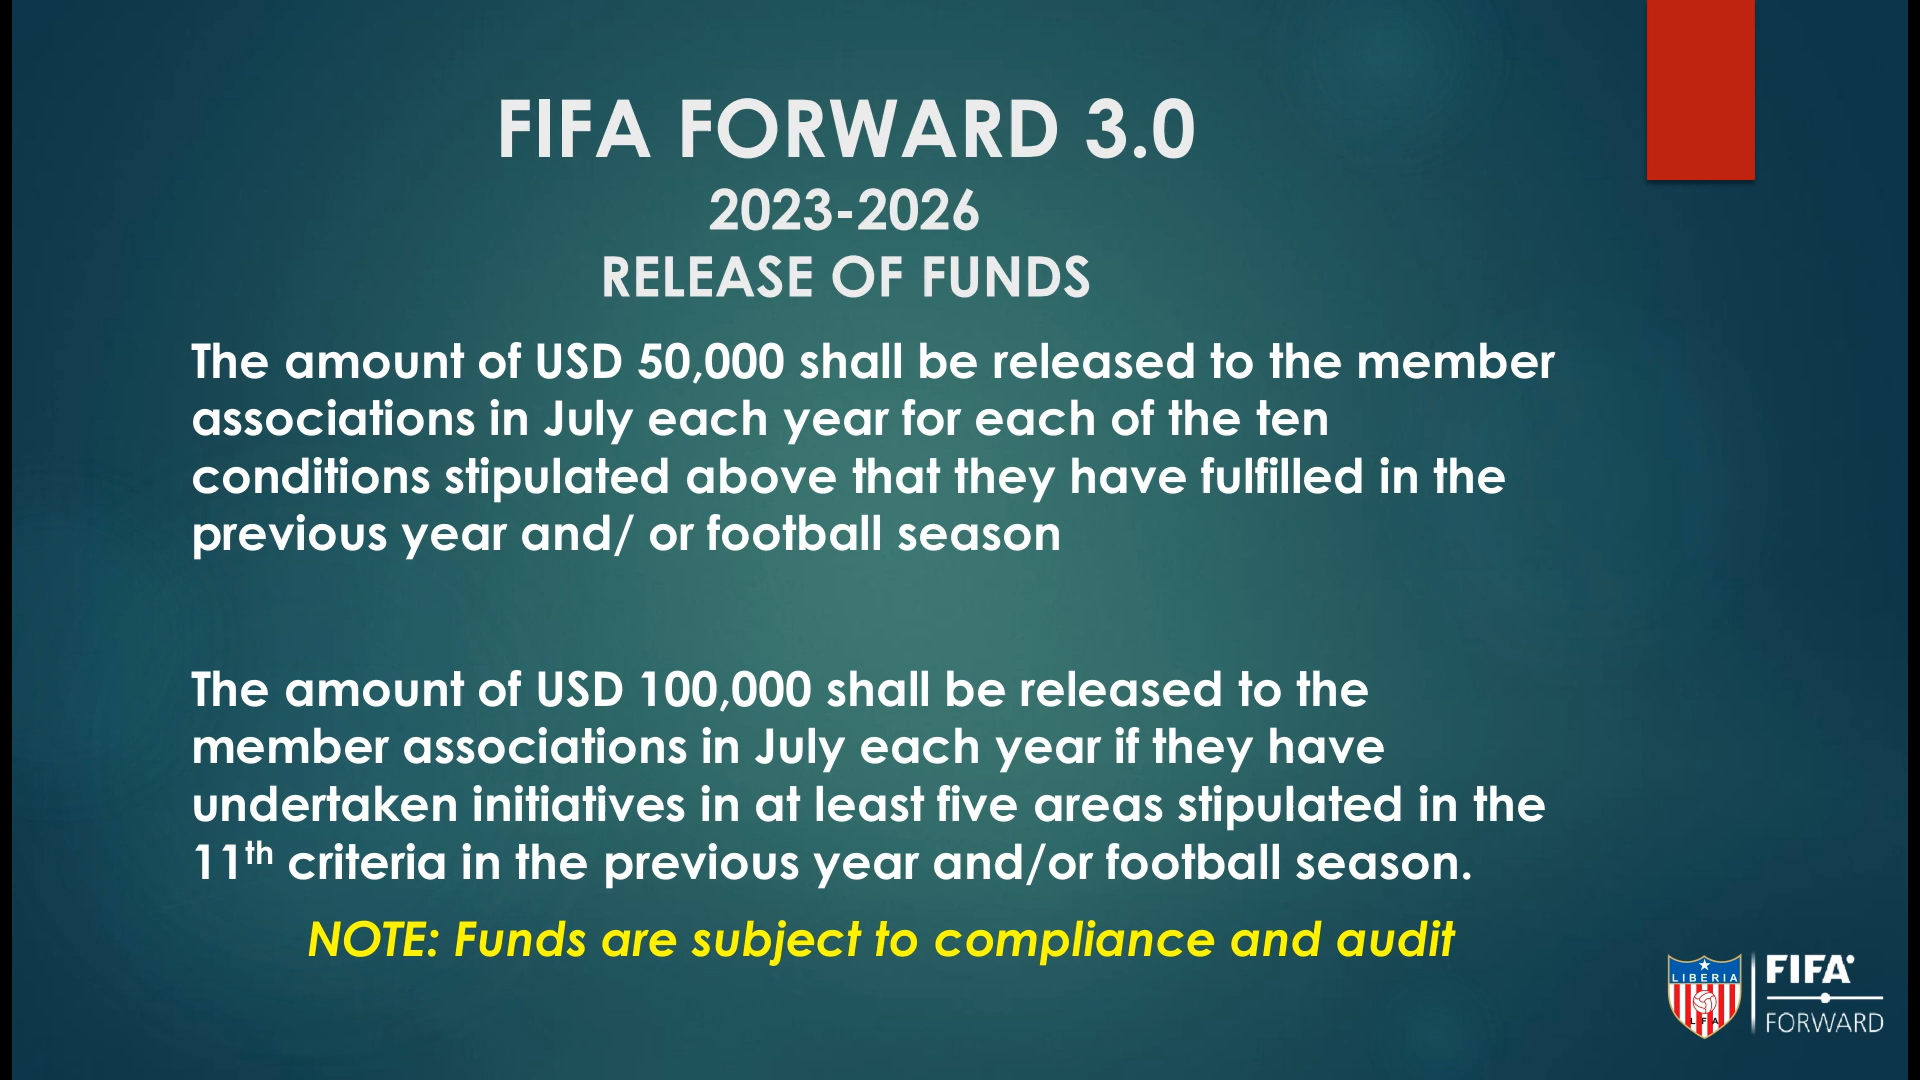 FIFA FORWARD 3.0
2023-2026
RELEASE OF FUNDS
The amount of USD 50,000 shall be released to the member
associations in July each year for each of the ten
conditions stipulated above that they have fulfilled in the
previous year and/ or football season
The amount of USD 100,000 shall be released to the
member associations in July each year if they have
undertaken initiatives in at least five areas stipulated in the
11th criteria in the previous year and/or football season.
NOTE: Funds are subject to compliance and audit
LIBERIA
LFA
FIFA
FORWARD